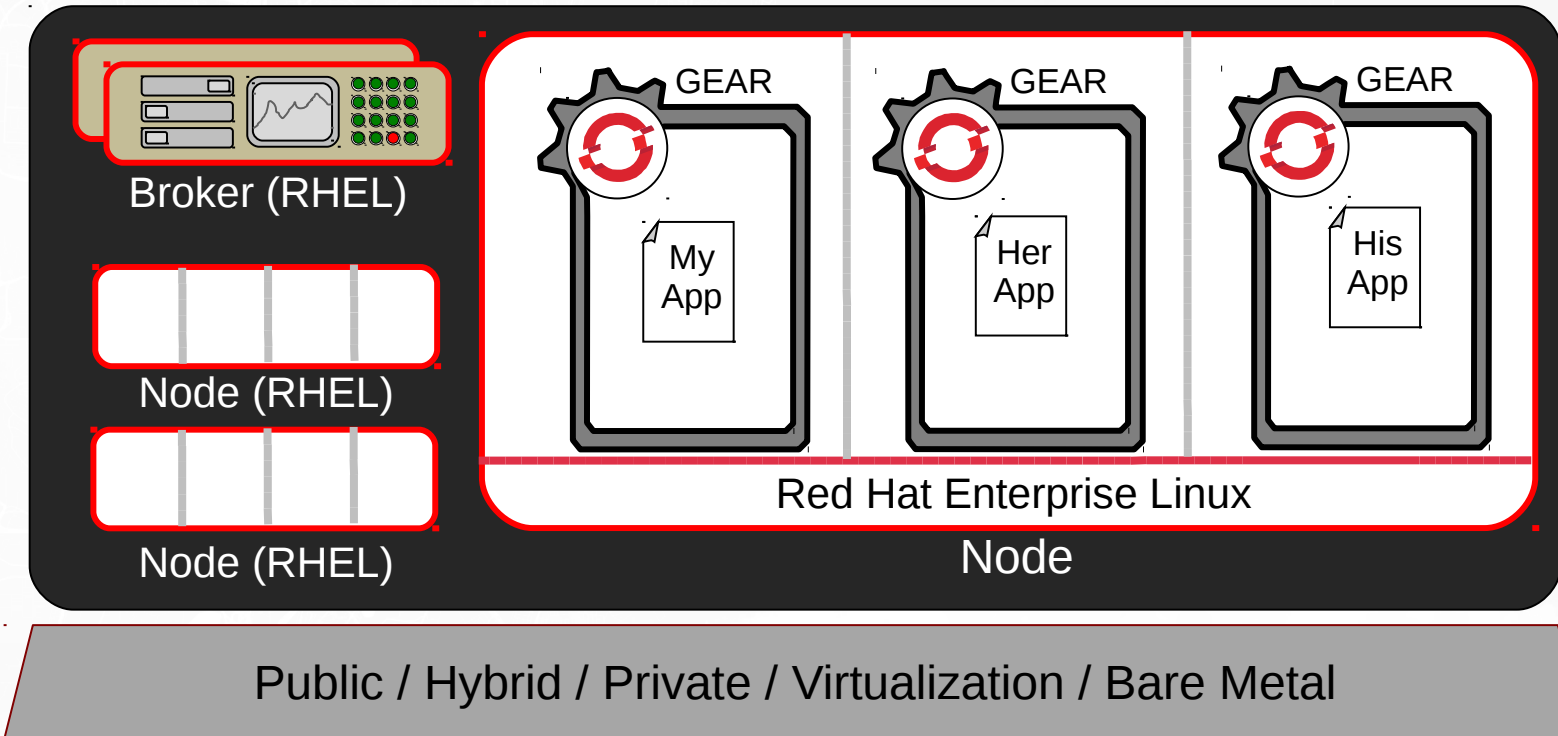 Broker (RHEL)
Node (RHEL)
Node (RHEL)
GEAR
My
App
GEAR
Her
App
GEAR
His
App
Red Hat Enterprise Linux
Node
Public / Hybrid / Private / Virtualization / Bare Metal